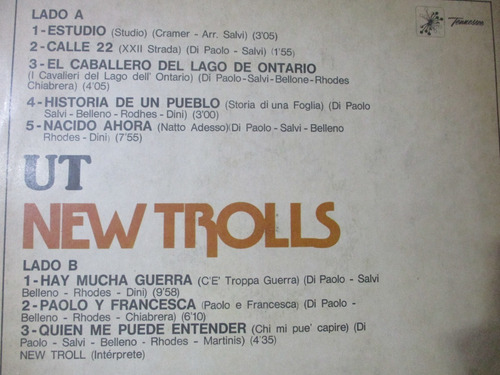 LADO A
Tennessee
1-ESTUDIO (Studio) (Cramer - Arr. Salvi) (3'05)
2-CALLE 22 (XXII Strada) (Di Paolo - Salvi) (1'55)
3-EL CABALLERO DEL LAGO DE ONTARIO
(I Cavalieri del Lago dell' Ontario) (Di Paolo-Salvi-Bellone-Rhodes
Chiabrera) (4'05)
4-HISTORIA DE UN PUEBLO (Storia di una Foglia) (Di Paolo
Salvi-Belleno - Rodhes - Dini) (3'00)
5-NACIDO AHORA (Natto Adesso)(Di Paolo - Salvi - Belleno
Rhodes - Dini) (7'55)
UT
NEW TROLLS
LADO B
1-HAY MUCHA GUERRA (C'E' Troppa Guerra) (Di Paolo - Salvi
Belleno - Rhodes - Dini) (9'58)
2-PAOLO Y FRANCESCA (Paolo e Francesca) (Di Paolo -
Belleno - Rhodes - Chiabrera) (6'10)
3-QUIEN ME PUEDE ENTENDER (Chi mi pue' capire) (Di
Paolo - Salvi - Belleno - Rhodes - Martinis) (4'35)
NEW TROLL (Intérprete)